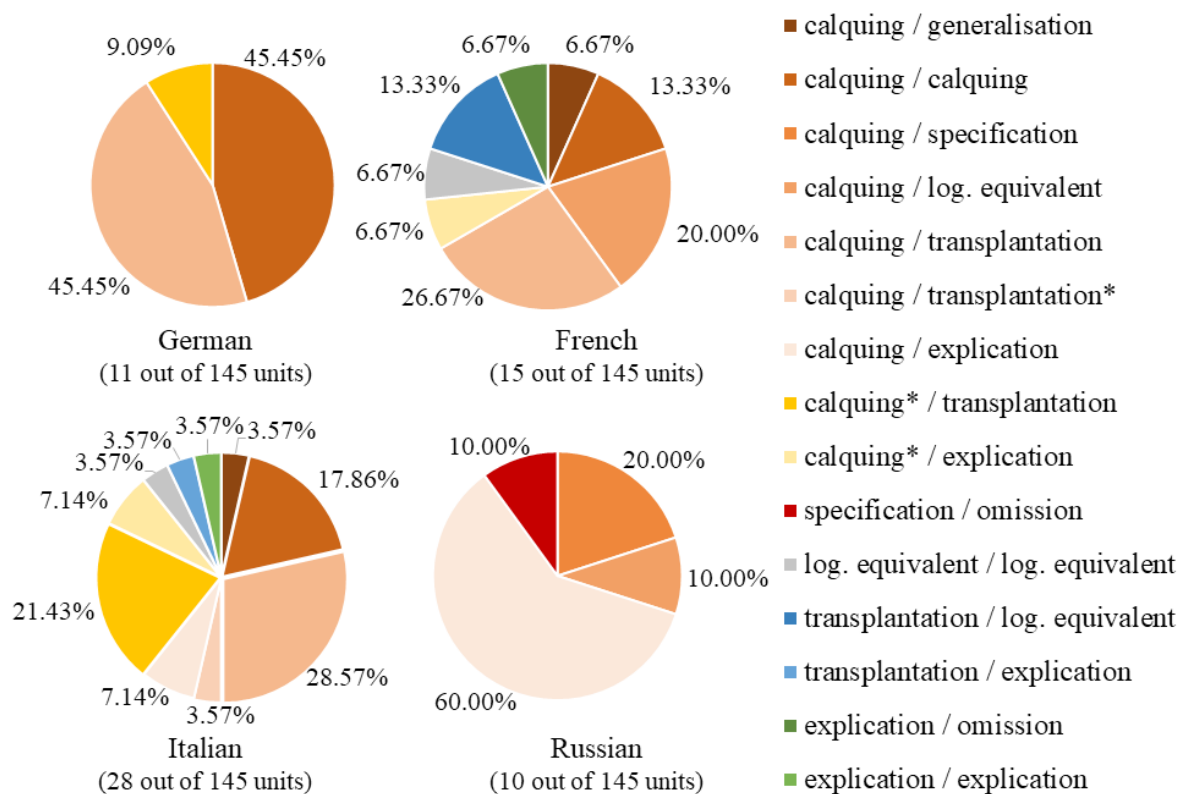 9.09%
45.45%
45.45%
German
(11 out of 145 units)
6.67%
6.67%
13.33%
13.33%
6.67%
6.67%
20.00%
26.67%
French
(15 out of 145 units)
3.57%
3.57%
3.57%
3.57%
17.86%
7.14%
21.43%
7.14%
3.57%
28.57%
Italian
(28 out of 145 units)
10.00%
20.00%
10.00%
60.00%
Russian
(10 out of 145 units)
calquing / generalisation
calquing / calquing
calquing / specification
calquing / log. equivalent
calquing / transplantation
calquing / transplantation*
calquing / explication
calquing* / transplantation
calquing* / explication
specification / omission
log. equivalent / log. equivalent
transplantation / log. equivalent
transplantation / explication
explication / omission
explication / explication